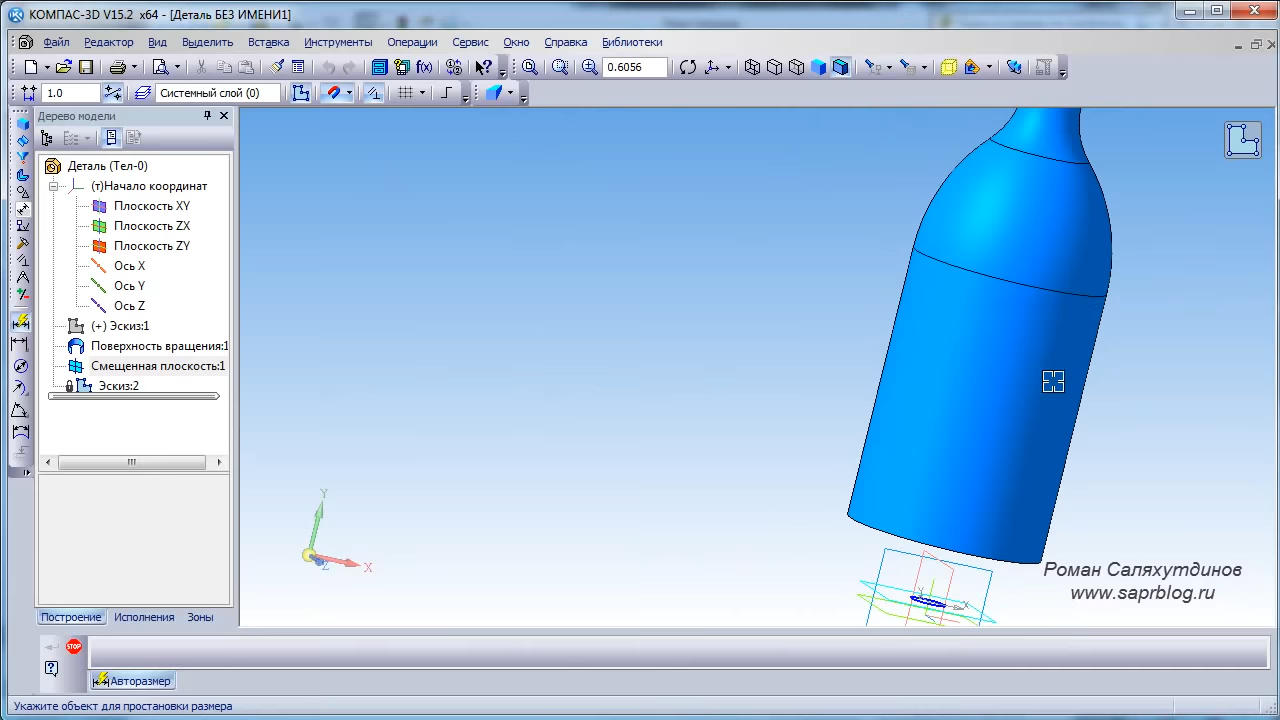 КОМПАС-3D V15.2 x64 - [Деталь БЕЗ ИМЕНИ1]
Файл Редактор Вид Выделить Вставка Инструменты Операции Сервис Окно Справка Библиотеки
f(x) 0.6056
1.0 Системный слой (0)
Дерево модели
Деталь (Тел-0)
(т)Начало координат
Плоскость XY
Плоскость ZX
Плоскость ZY
Ось X
Ось Y
Ось Z
(+) Эскиз:1
Поверхность вращения:1
Смещенная плоскость:1
Эскиз:2
Y
X
Z
X
Роман Саляхутдинов
www.saprblog.ru
Построение Исполнения Зоны
STOP
Авторазмер
Укажите объект для простановки размера